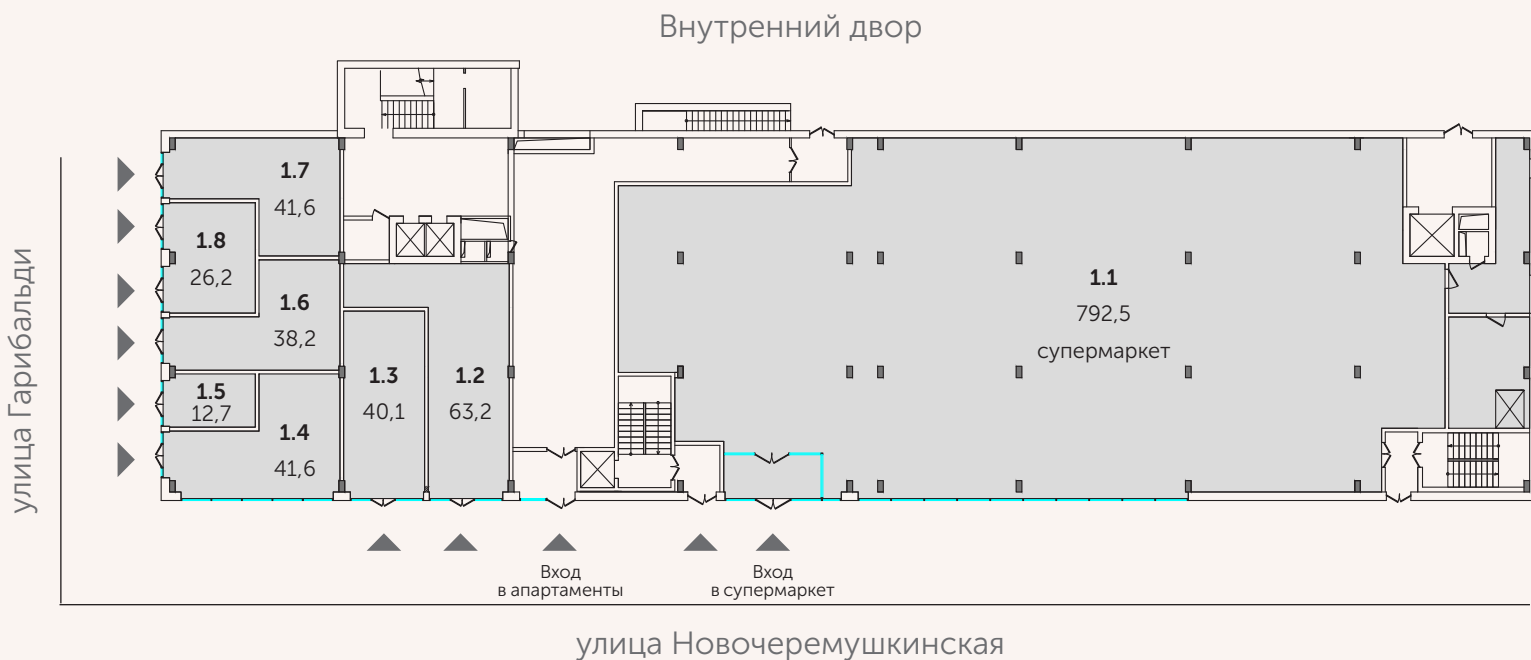 Внутренний двор
улица Гарибальди
1.7
41,6
1.8
26,2
1.6
38,2
1.5
12,7
1.4
41,6
1.3
40,1
1.2
63,2
1.1
792,5
супермаркет
Вход
в апартаменты
Вход
в супермаркет
улица Новочеремушкинская